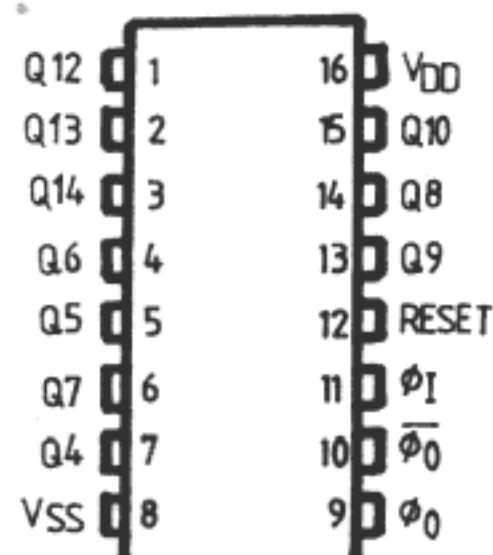 Q12 1 16 VDD
Q13 2 15 Q10
Q14 3 14 Q8
Q6 4 13 Q9
Q5 5 12 RESET
Q7 6 11 ΦI
Q4 7 10 Φ̅0̅
VSS 8 9 Φ0